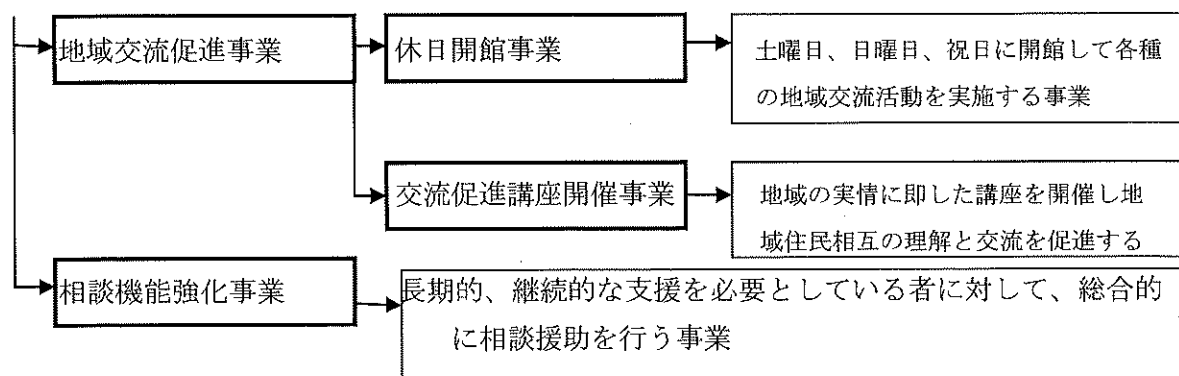 地域交流促進事業
休日開館事業
土曜日、日曜日、祝日に開館して各種
の地域交流活動を実施する事業
交流促進講座開催事業
地域の実情に即した講座を開催し地
域住民相互の理解と交流を促進する
相談機能強化事業
長期的、継続的な支援を必要としている者に対して、総合的
に相談援助を行う事業